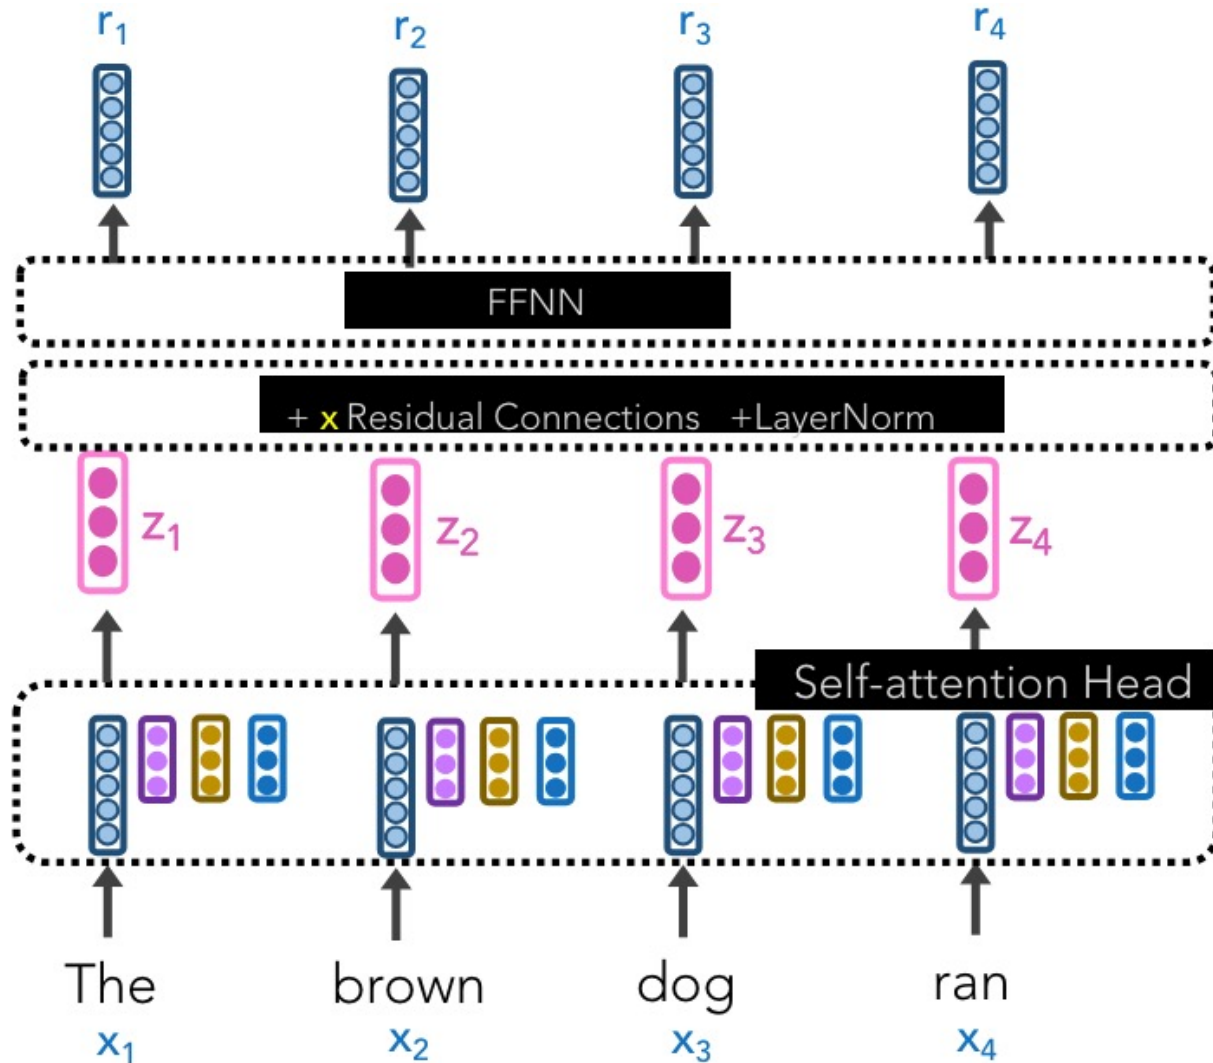 r₁ r₂ r₃ r₄
FFNN
+ x Residual Connections +LayerNorm
z₁ z₂ z₃ z₄
Self-attention Head
The brown dog ran
x₁ x₂ x₃ x₄